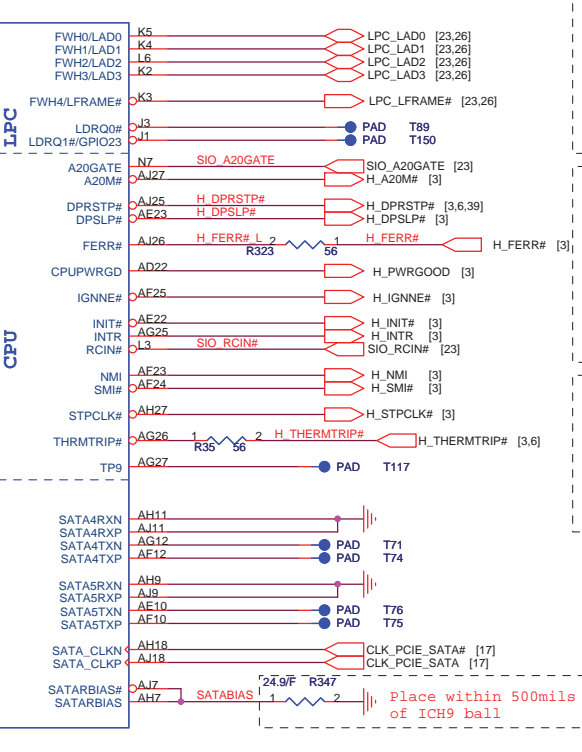 LPC
FWH0/LAD0 K5 LPC_LAD0 [23,26]
FWH1/LAD1 K4 LPC_LAD1 [23,26]
FWH2/LAD2 L6 LPC_LAD2 [23,26]
FWH3/LAD3 K2 LPC_LAD3 [23,26]
FWH4/LFRAME# K3 LPC_LFRAME# [23,26]
LDRQ0# J3 PAD T89
LDRQ1#/GPIO23 J1 PAD T150
CPU
A20GATE N7 SIO_A20GATE SIO_A20GATE [23]
A20M# AJ27 H_A20M# [3]
DPRSTP# AJ25 H_DPRSTP# H_DPRSTP# [3,6,39]
DPSLP# AE23 H_DPSLP# H_DPSLP# [3]
FERR# AJ26 H_FERR#_L 2 1 H_FERR# H_FERR# [3]
R323 56
CPUPWRGD AD22 H_PWRGOOD [3]
IGNNE# AF25 H_IGNNE# [3]
INIT# AE22 H_INIT# [3]
INTR AG25 H_INTR [3]
RCIN# L3 SIO_RCIN# SIO_RCIN# [23]
NMI AF23 H_NMI [3]
SMI# AF24 H_SMI# [3]
STPCLK# AH27 H_STPCLK# [3]
THRMTRIP# AG26 1 2 H_THERMTRIP# H_THERMTRIP# [3,6]
R35 56
TP9 AG27 PAD T117
SATA4RXN AH11
SATA4RXP AJ11
SATA4TXN AG12 PAD T71
SATA4TXP AF12 PAD T74
SATA5RXN AH9
SATA5RXP AJ9
SATA5TXN AE10 PAD T76
SATA5TXP AF10 PAD T75
SATA_CLKN AH18 CLK_PCIE_SATA# [17]
SATA_CLKP AJ18 CLK_PCIE_SATA [17]
24.9/F R347
SATARBIAS# AJ7
SATARBIAS AH7 SATABIAS 1 2
Place within 500mils
of ICH9 ball